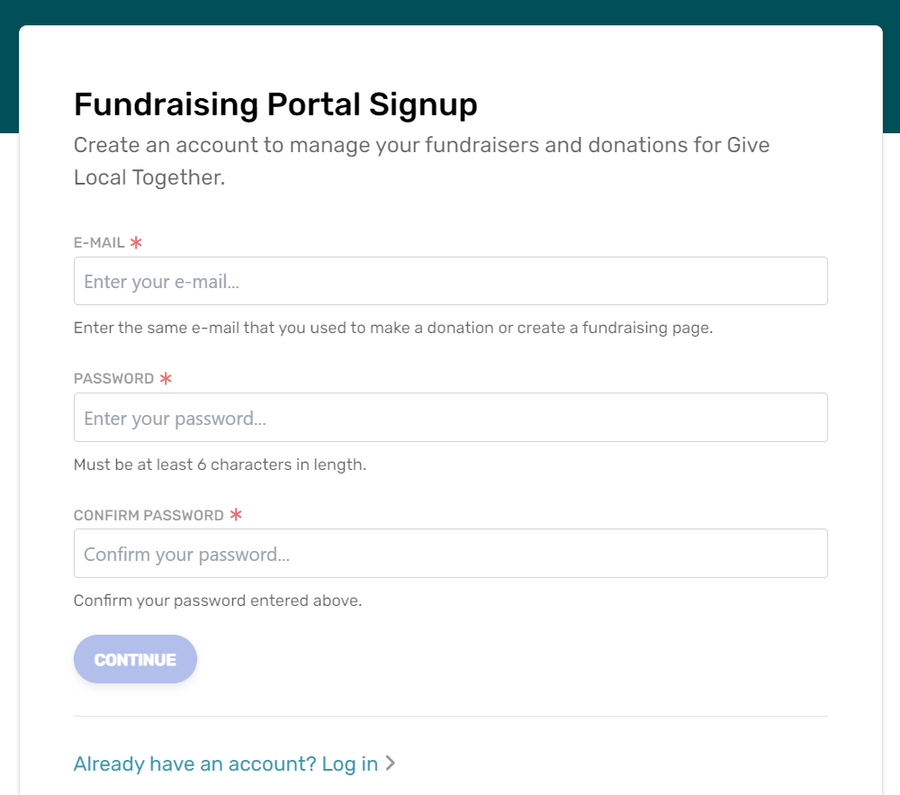 Fundraising Portal Signup
Create an account to manage your fundraisers and donations for Give
Local Together.
E-MAIL *
Enter your e-mail...
Enter the same e-mail that you used to make a donation or create a fundraising page.
PASSWORD *
Enter your password...
Must be at least 6 characters in length.
CONFIRM PASSWORD *
Confirm your password...
Confirm your password entered above.
CONTINUE
Already have an account? Log in